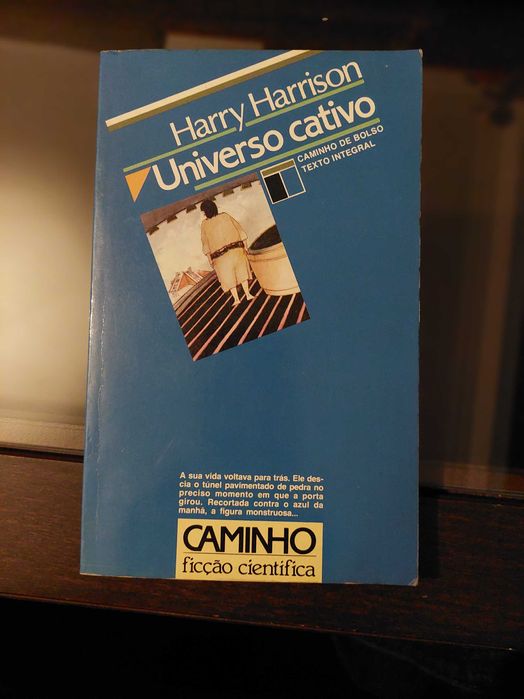 Harry Harrison
Universo cativo
CAMINHO DE BOLSO
TEXTO INTEGRAL
A sua vida voltava para trás. Ele des-
cia o túnel pavimentado de pedra no
preciso momento em que a porta
girou. Recortada contra o azul da
manhã, a figura monstruosa...
CAMINHO
ficção científica